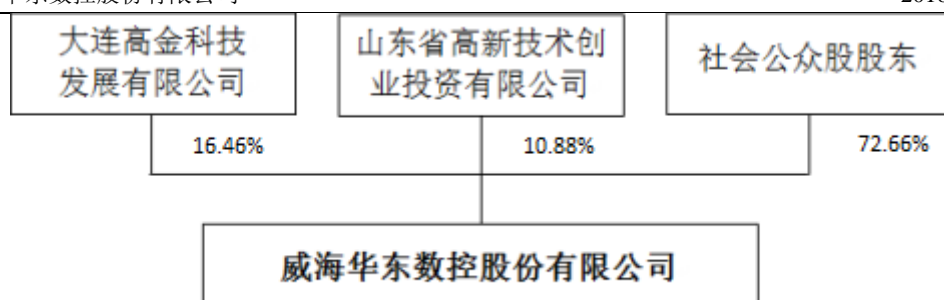 大连高金科技
发展有限公司
山东省高新技术创
业投资有限公司
社会公众股股东
16.46%
10.88%
72.66%
威海华东数控股份有限公司